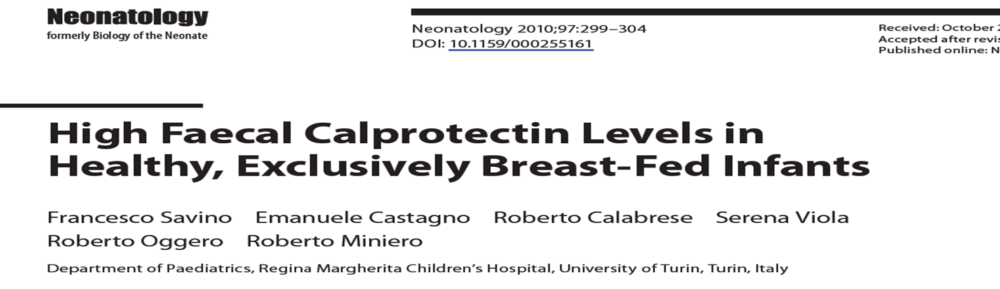 Neonatology
formerly Biology of the Neonate
Neonatology 2010;97:299–304
DOI: 10.1159/000255161
Received: October 2
Accepted after revis
Published online: N
High Faecal Calprotectin Levels in
Healthy, Exclusively Breast-Fed Infants
Francesco Savino Emanuele Castagno Roberto Calabrese Serena Viola
Roberto Oggero Roberto Miniero
Department of Paediatrics, Regina Margherita Children's Hospital, University of Turin, Turin, Italy